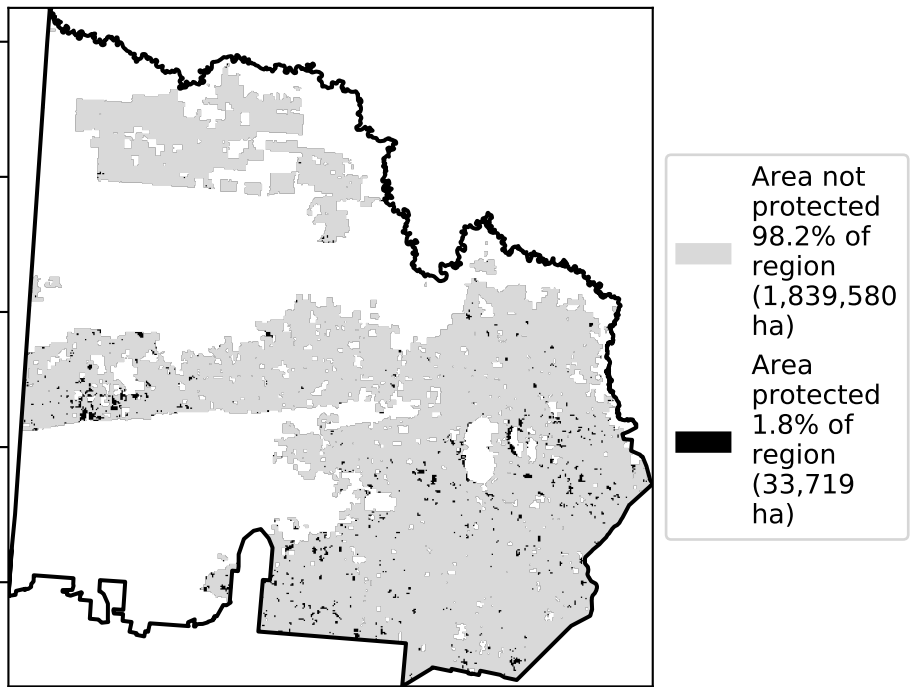 Area not
protected
98.2% of
region
(1,839,580
ha)
Area
protected
1.8% of
region
(33,719
ha)